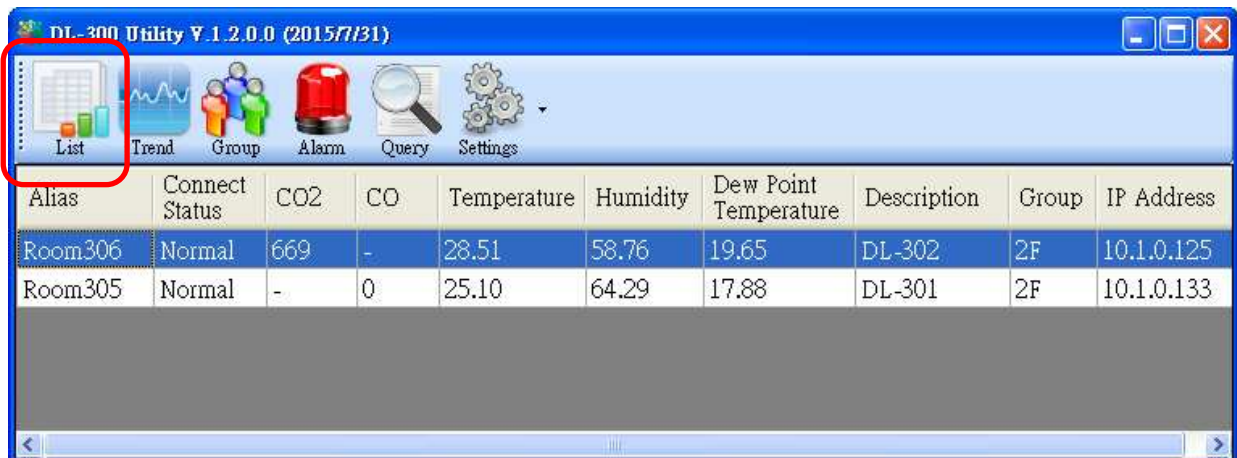 DL-300 Utility V.1.2.0.0 (2015/7/31)
List Trend Group Alarm Query Settings
Alias Connect Status CO2 CO Temperature Humidity Dew Point Temperature Description Group IP Address
Room306 Normal 669 - 28.51 58.76 19.65 DL-302 2F 10.1.0.125
Room305 Normal - 0 25.10 64.29 17.88 DL-301 2F 10.1.0.133